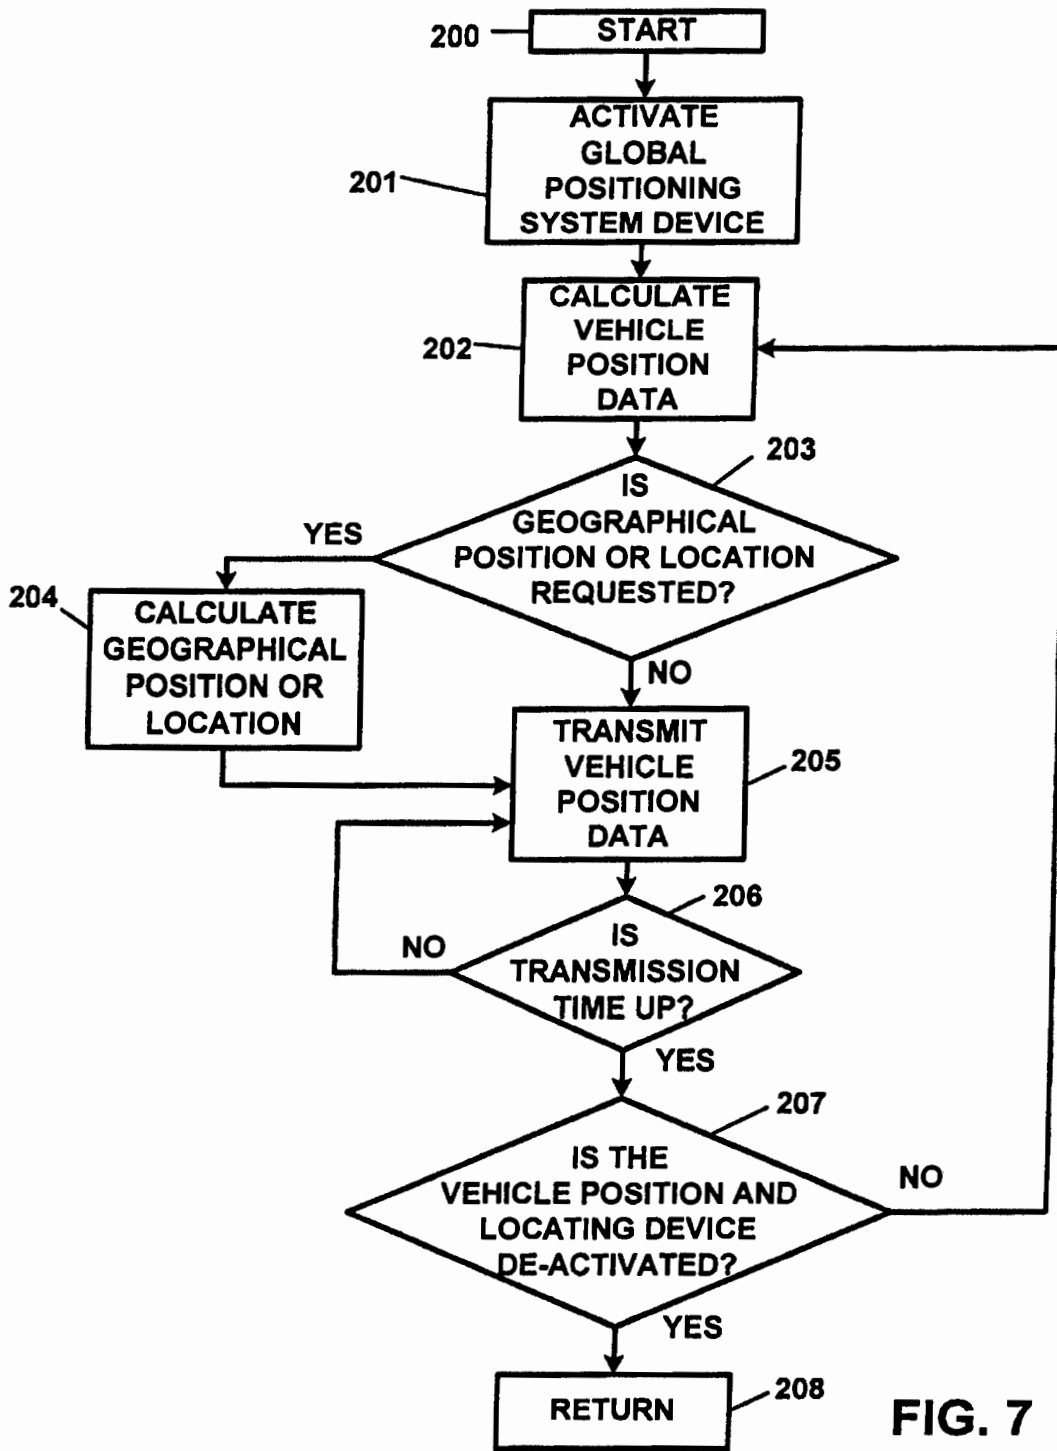 200
START
ACTIVATE
GLOBAL
POSITIONING
SYSTEM DEVICE
201
CALCULATE
VEHICLE
POSITION
DATA
202
203
IS
GEOGRAPHICAL
POSITION OR LOCATION
REQUESTED?
YES
NO
204
CALCULATE
GEOGRAPHICAL
POSITION OR
LOCATION
TRANSMIT
VEHICLE
POSITION
DATA
205
206
IS
TRANSMISSION
TIME UP?
NO
YES
207
IS THE
VEHICLE POSITION AND
LOCATING DEVICE
DE-ACTIVATED?
NO
YES
RETURN
208
FIG. 7